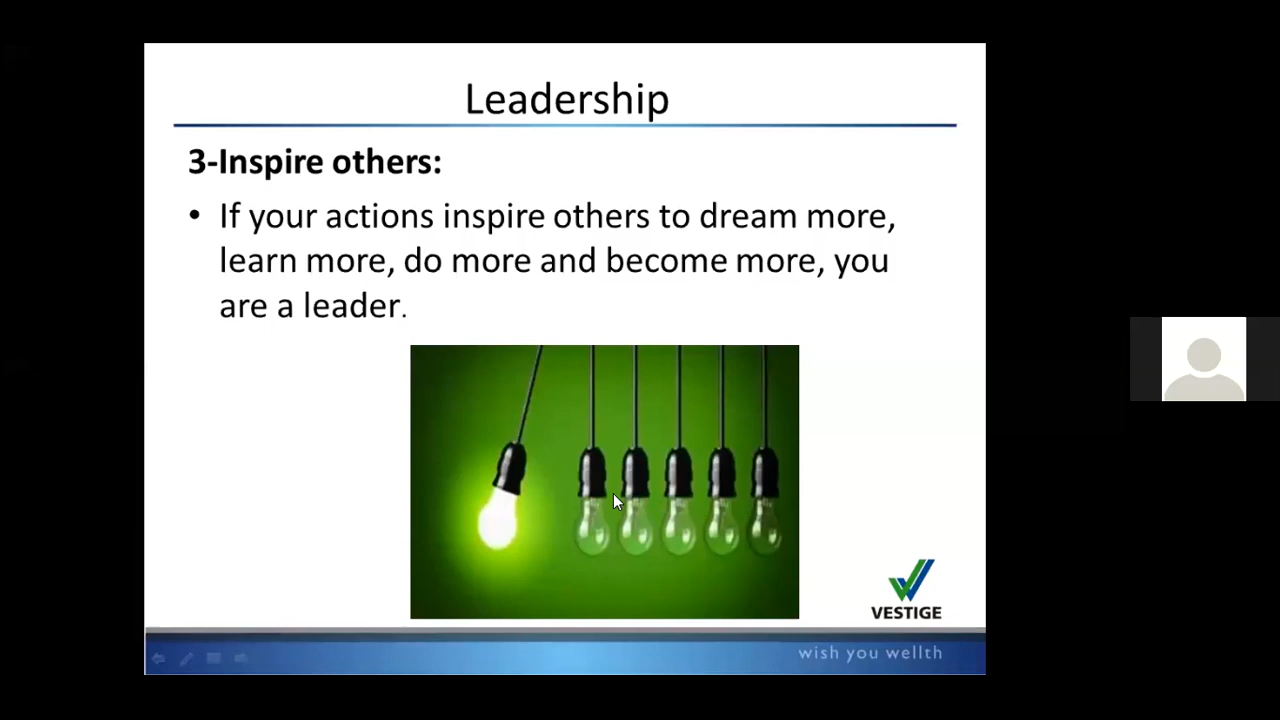 Leadership
3-Inspire others:
• If your actions inspire others to dream more,
learn more, do more and become more, you
are a leader.
VESTIGE
wish you wellth